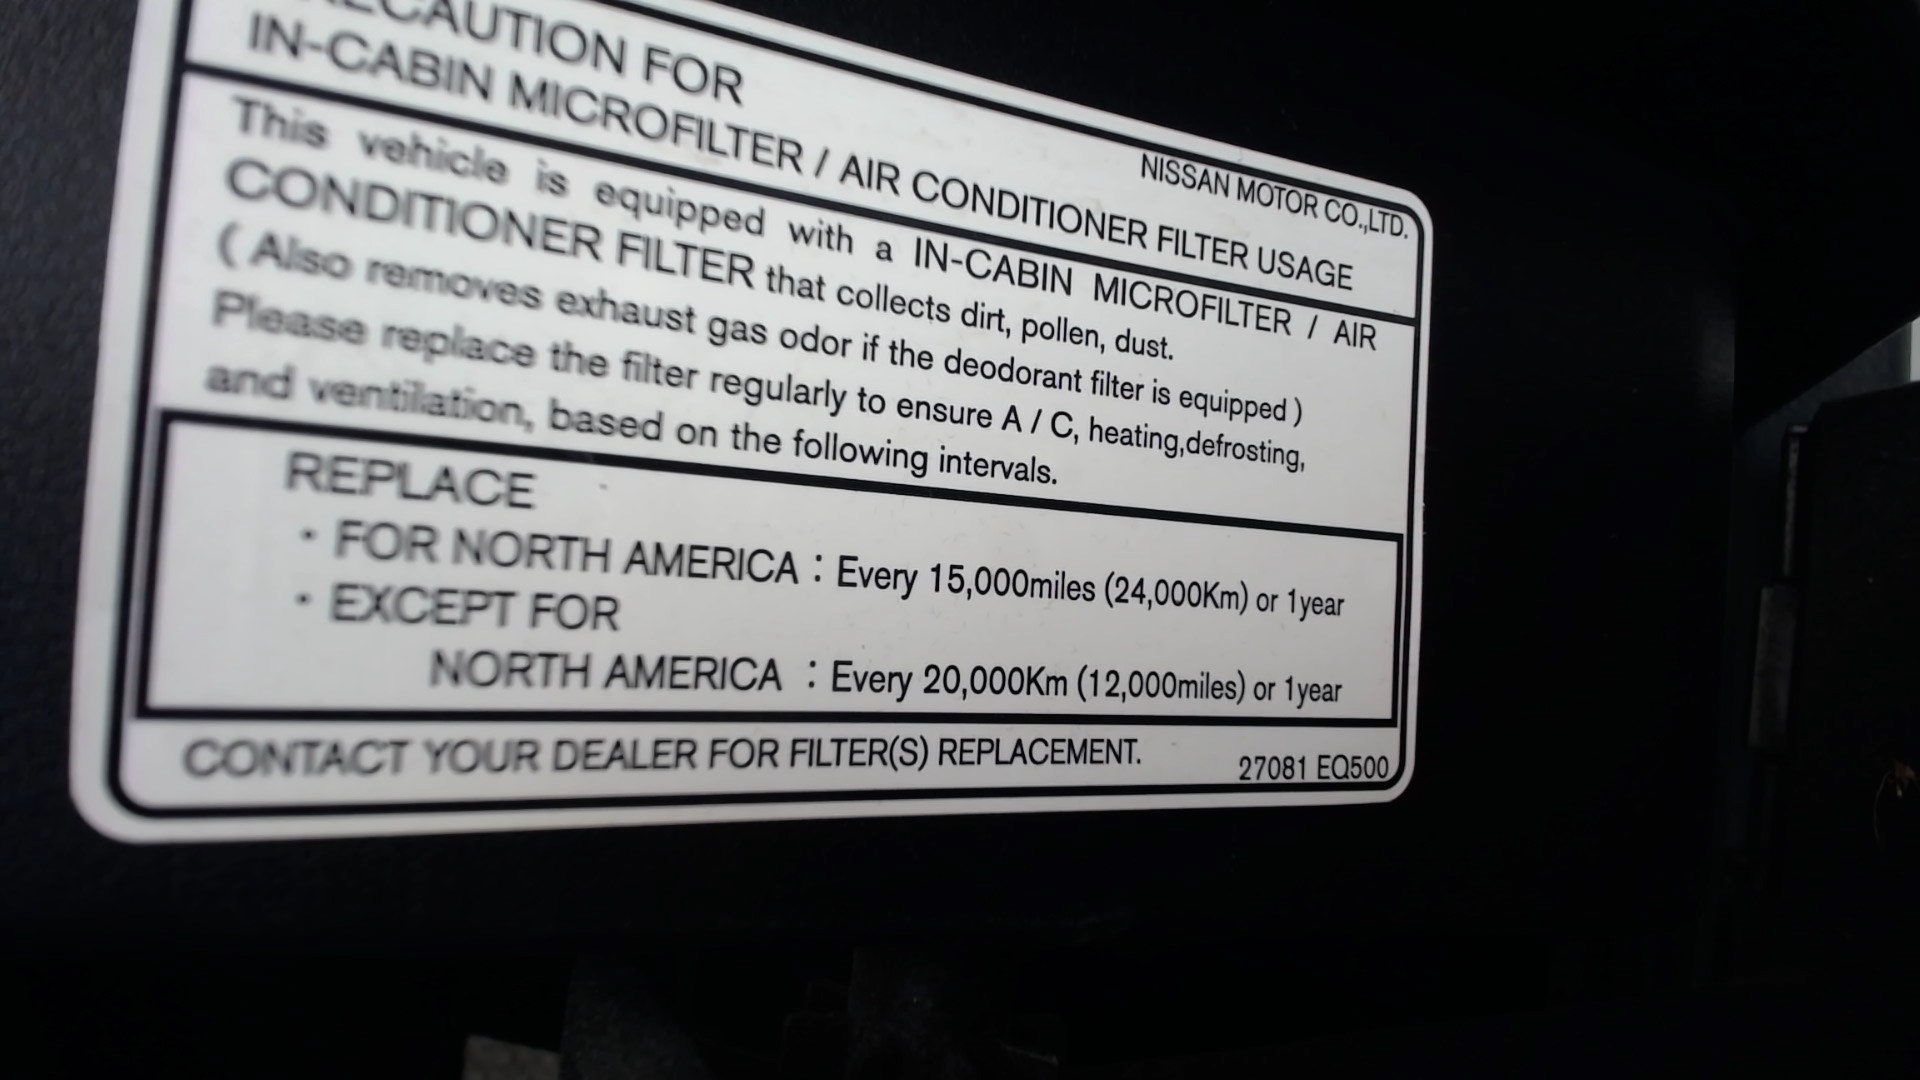 PRECAUTION FOR
IN-CABIN MICROFILTER / AIR CONDITIONER FILTER USAGE
NISSAN MOTOR CO.,LTD.
This vehicle is equipped with a IN-CABIN MICROFILTER / AIR
CONDITIONER FILTER that collects dirt, pollen, dust.
( Also removes exhaust gas odor if the deodorant filter is equipped )
Please replace the filter regularly to ensure A / C, heating,defrosting,
and ventilation, based on the following intervals.
REPLACE
・FOR NORTH AMERICA : Every 15,000miles (24,000Km) or 1year
・EXCEPT FOR
NORTH AMERICA : Every 20,000Km (12,000miles) or 1year
CONTACT YOUR DEALER FOR FILTER(S) REPLACEMENT.
27081 EQ500